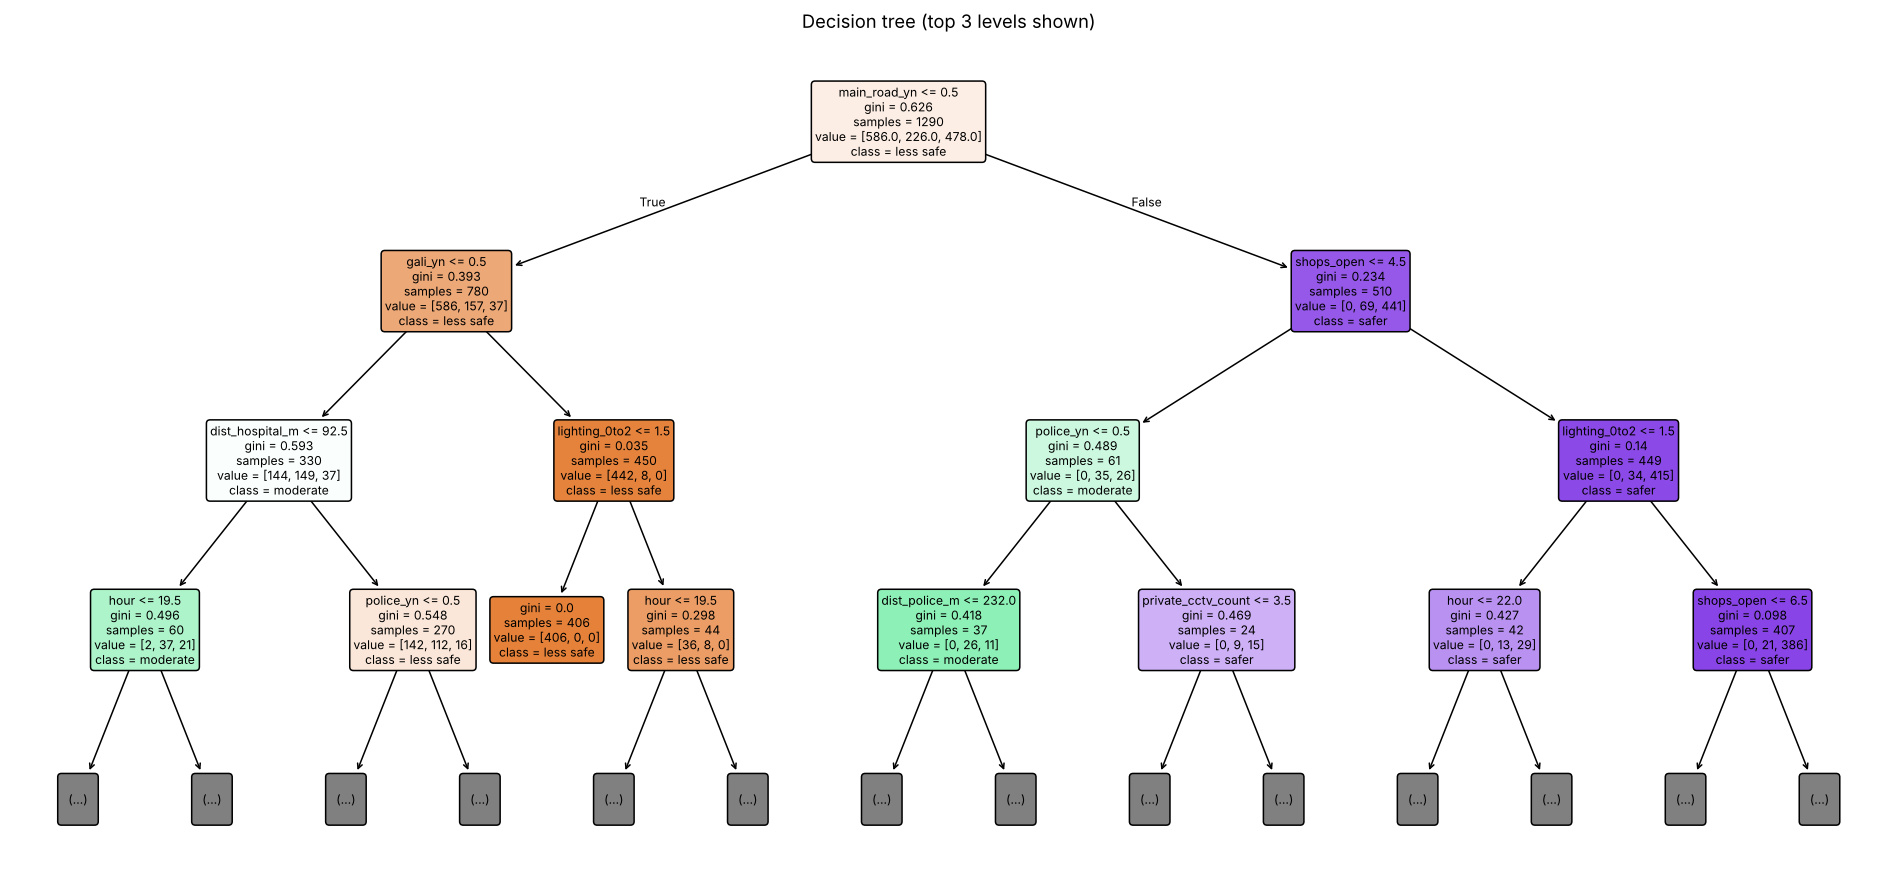 Decision tree (top 3 levels shown)
main_road_yn <= 0.5
gini = 0.626
samples = 1290
value = [586.0, 226.0, 478.0]
class = less safe
True
False
gali_yn <= 0.5
gini = 0.393
samples = 780
value = [586, 157, 37]
class = less safe
shops_open <= 4.5
gini = 0.234
samples = 510
value = [0, 69, 441]
class = safer
dist_hospital_m <= 92.5
gini = 0.593
samples = 330
value = [144, 149, 37]
class = moderate
lighting_0to2 <= 1.5
gini = 0.035
samples = 450
value = [442, 8, 0]
class = less safe
police_yn <= 0.5
gini = 0.489
samples = 61
value = [0, 35, 26]
class = moderate
lighting_0to2 <= 1.5
gini = 0.14
samples = 449
value = [0, 34, 415]
class = safer
hour <= 19.5
gini = 0.496
samples = 60
value = [2, 37, 21]
class = moderate
police_yn <= 0.5
gini = 0.548
samples = 270
value = [142, 112, 16]
class = less safe
gini = 0.0
samples = 406
value = [406, 0, 0]
class = less safe
hour <= 19.5
gini = 0.298
samples = 44
value = [36, 8, 0]
class = less safe
dist_police_m <= 232.0
gini = 0.418
samples = 37
value = [0, 26, 11]
class = moderate
private_cctv_count <= 3.5
gini = 0.469
samples = 24
value = [0, 9, 15]
class = safer
hour <= 22.0
gini = 0.427
samples = 42
value = [0, 13, 29]
class = safer
shops_open <= 6.5
gini = 0.098
samples = 407
value = [0, 21, 386]
class = safer
(...)
(...)
(...)
(...)
(...)
(...)
(...)
(...)
(...)
(...)
(...)
(...)
(...)
(...)